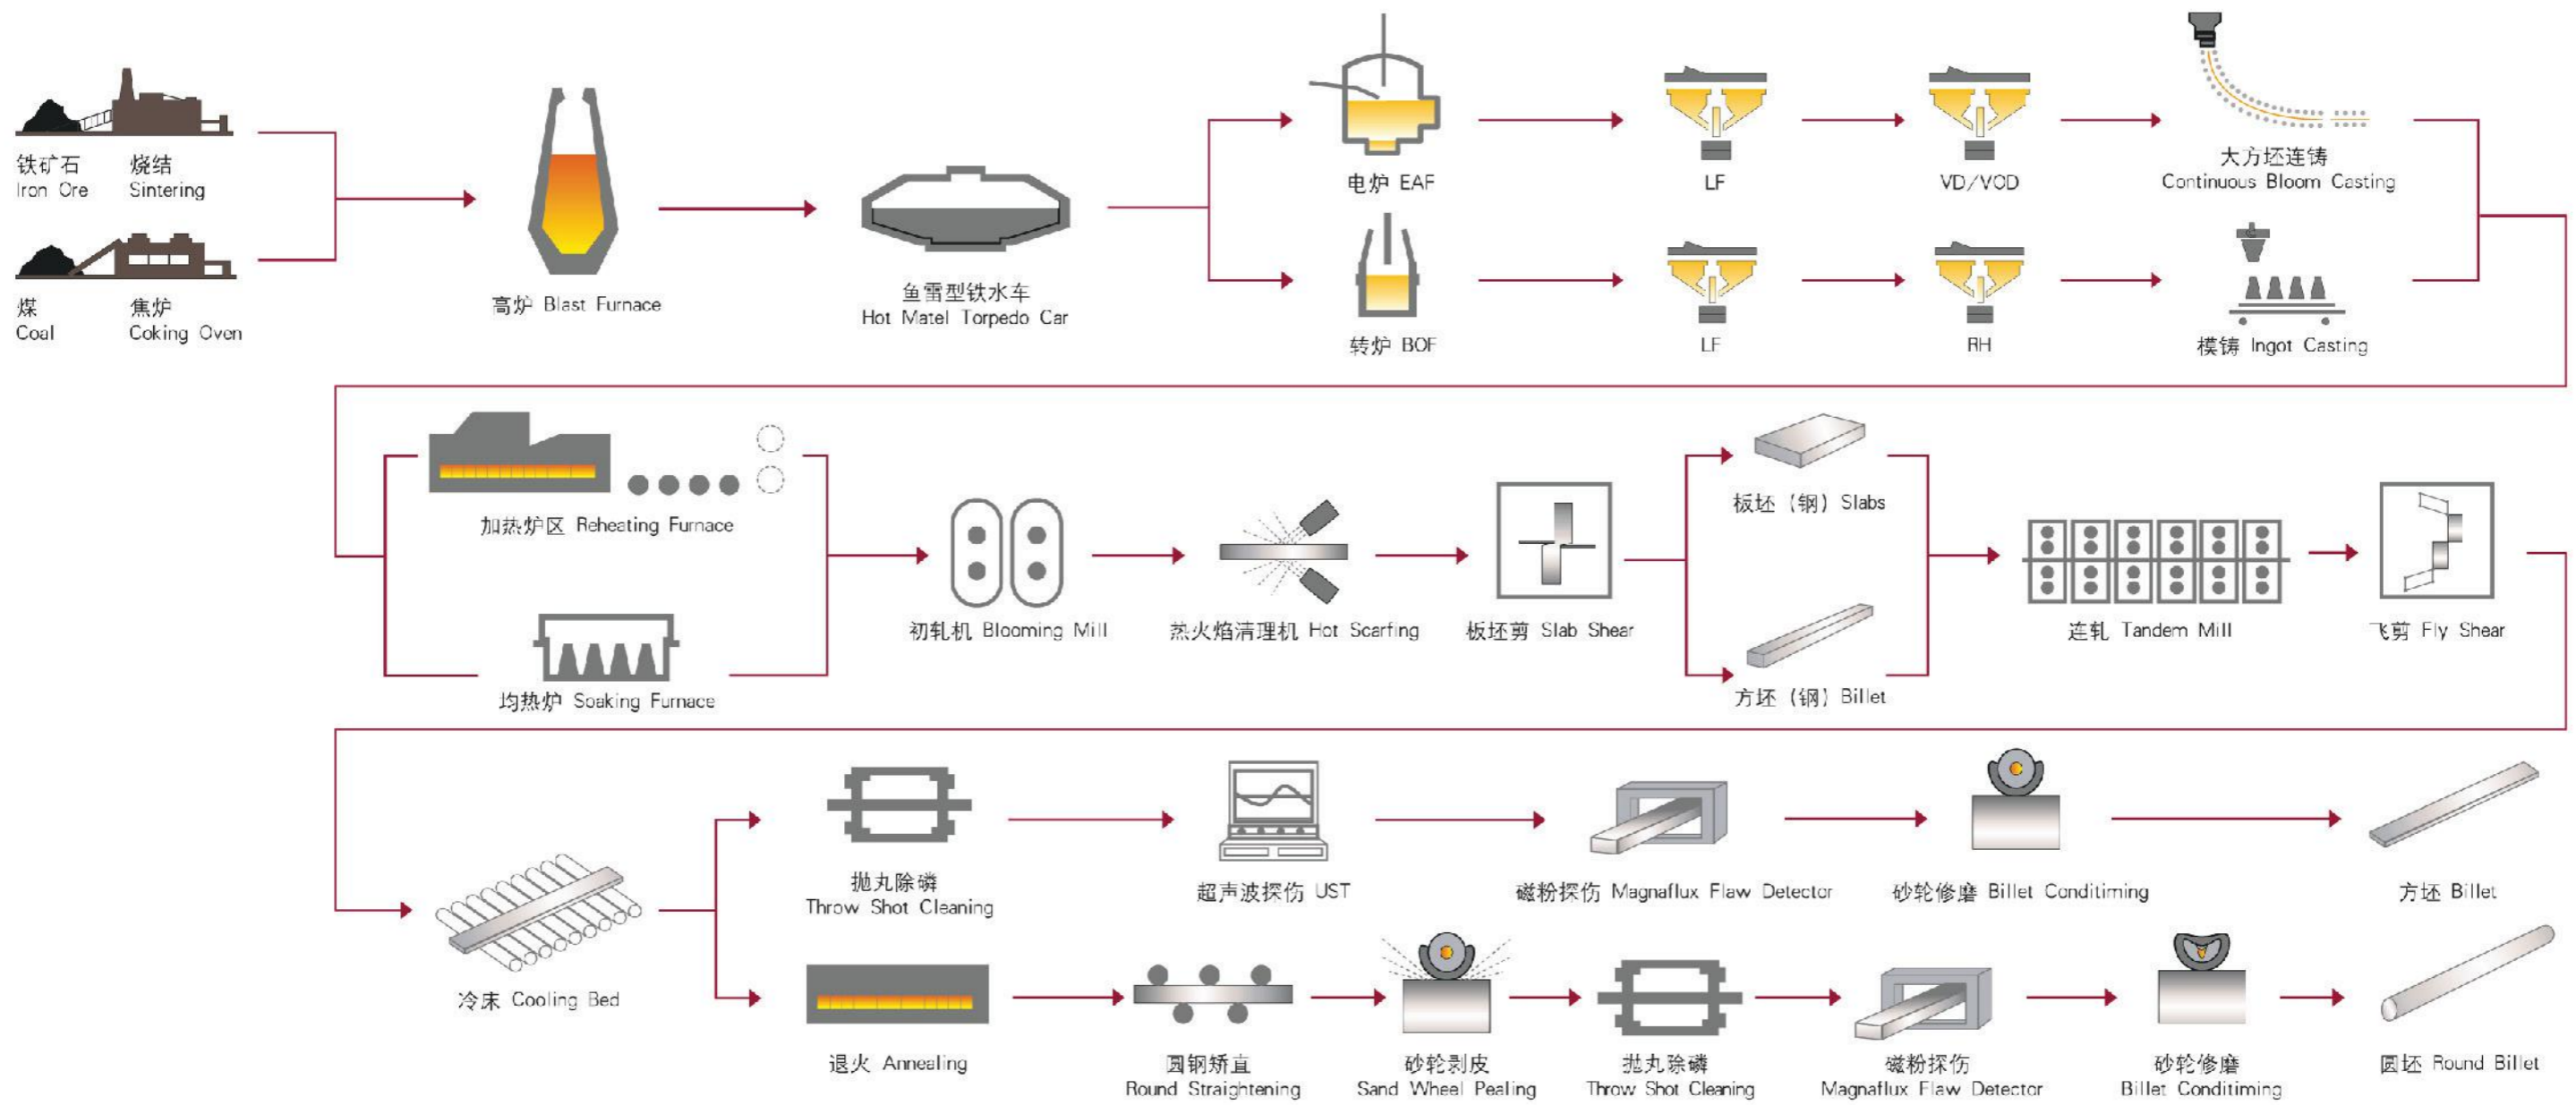 铁矿石
Iron Ore
烧结
Sintering
煤
Coal
焦炉
Coking Oven
高炉 Blast Furnace
鱼雷型铁水车
Hot Matel Torpedo Car
电炉 EAF
LF
VD/VOD
大方坯连铸
Continuous Bloom Casting
转炉 BOF
LF
RH
模铸 Ingot Casting
加热炉区 Reheating Furnace
均热炉 Soaking Furnace
初轧机 Blooming Mill
热火焰清理机 Hot Scarfing
板坯剪 Slab Shear
板坯 (钢) Slabs
方坯 (钢) Billet
连轧 Tandem Mill
飞剪 Fly Shear
冷床 Cooling Bed
抛丸除磷
Throw Shot Cleaning
超声波探伤 UST
磁粉探伤 Magnaflux Flaw Detector
砂轮修磨 Billet Conditiming
方坯 Billet
退火 Annealing
圆钢矫直
Round Straightening
砂轮剥皮
Sand Wheel Pealing
抛丸除磷
Throw Shot Cleaning
磁粉探伤
Magnaflux Flaw Detector
砂轮修磨
Billet Conditiming
圆坯 Round Billet